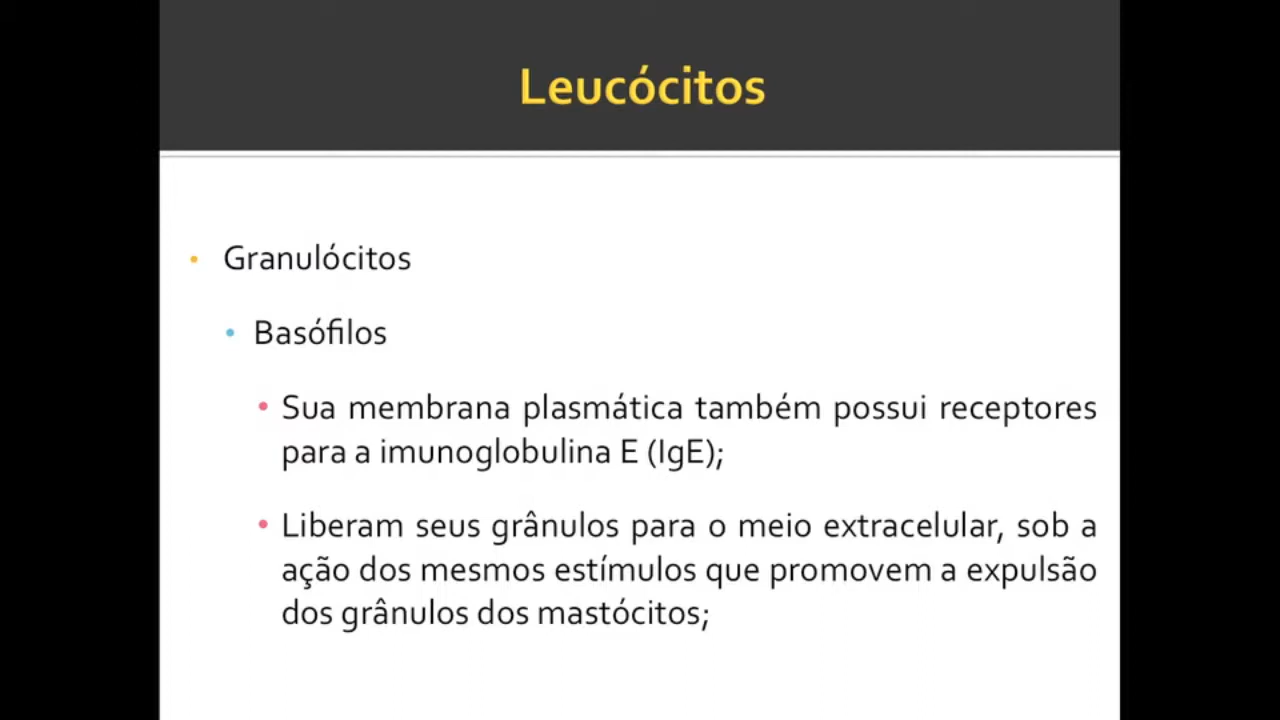 Leucócitos
• Granulócitos
• Basófilos
• Sua membrana plasmática também possui receptores
para a imunoglobulina E (IgE);
• Liberam seus grânulos para o meio extracelular, sob a
ação dos mesmos estímulos que promovem a expulsão
dos grânulos dos mastócitos;